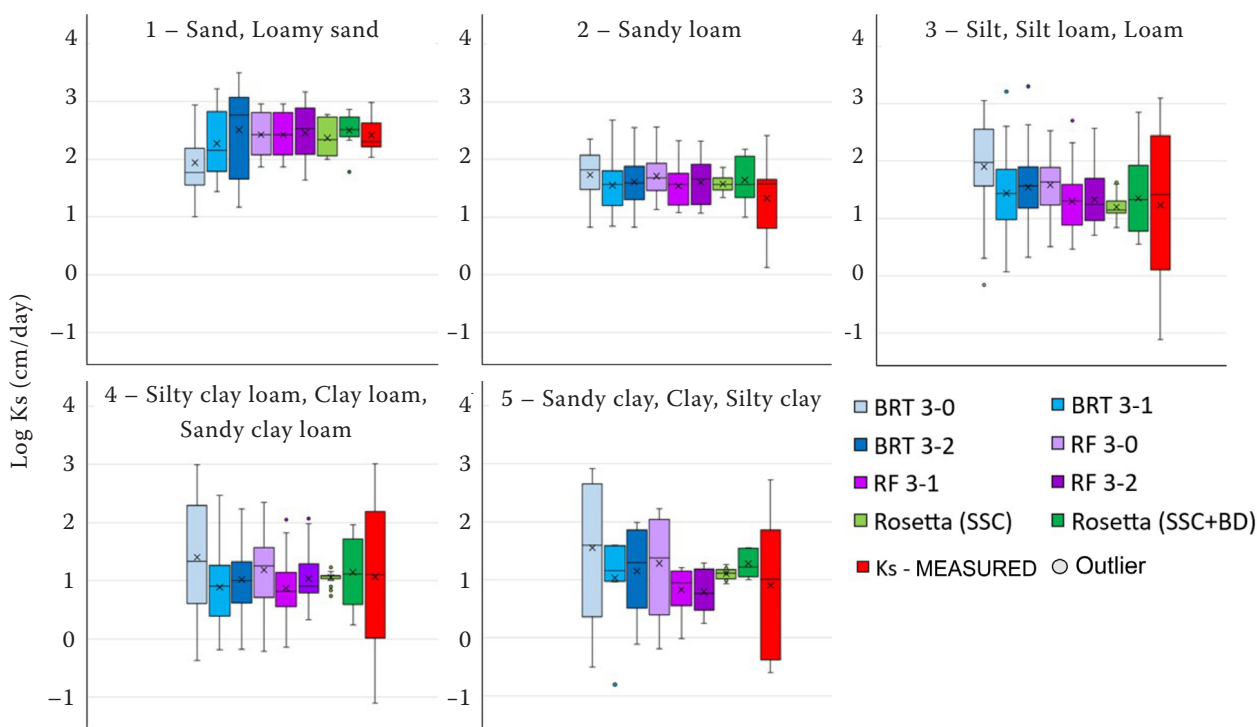 1 – Sand, Loamy sand
2 – Sandy loam
3 – Silt, Silt loam, Loam
4
3
2
1
0
−1
4
3
2
1
0
−1
4
3
2
1
0
-1
Log Ks (cm/day)
4 – Silty clay loam, Clay loam,
Sandy clay loam
5 – Sandy clay, Clay, Silty clay
4
3
2
1
0
−1
4
3
2
1
0
−1
BRT 3-0
BRT 3-1
BRT 3-2
RF 3-0
RF 3-1
RF 3-2
Rosetta (SSC)
Rosetta (SSC+BD)
Ks - MEASURED
Outlier